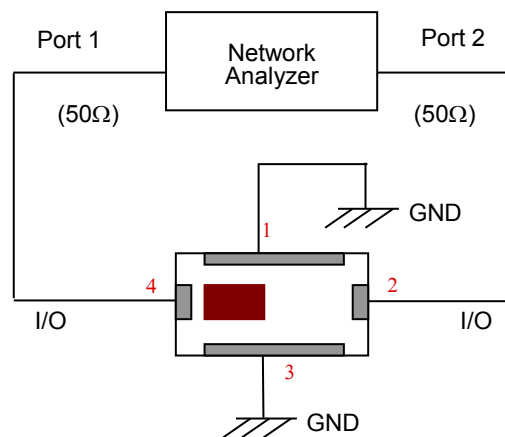 Port 1
Network
Analyzer
Port 2
(50Ω)
(50Ω)
GND
1
4
2
I/O
I/O
3
GND